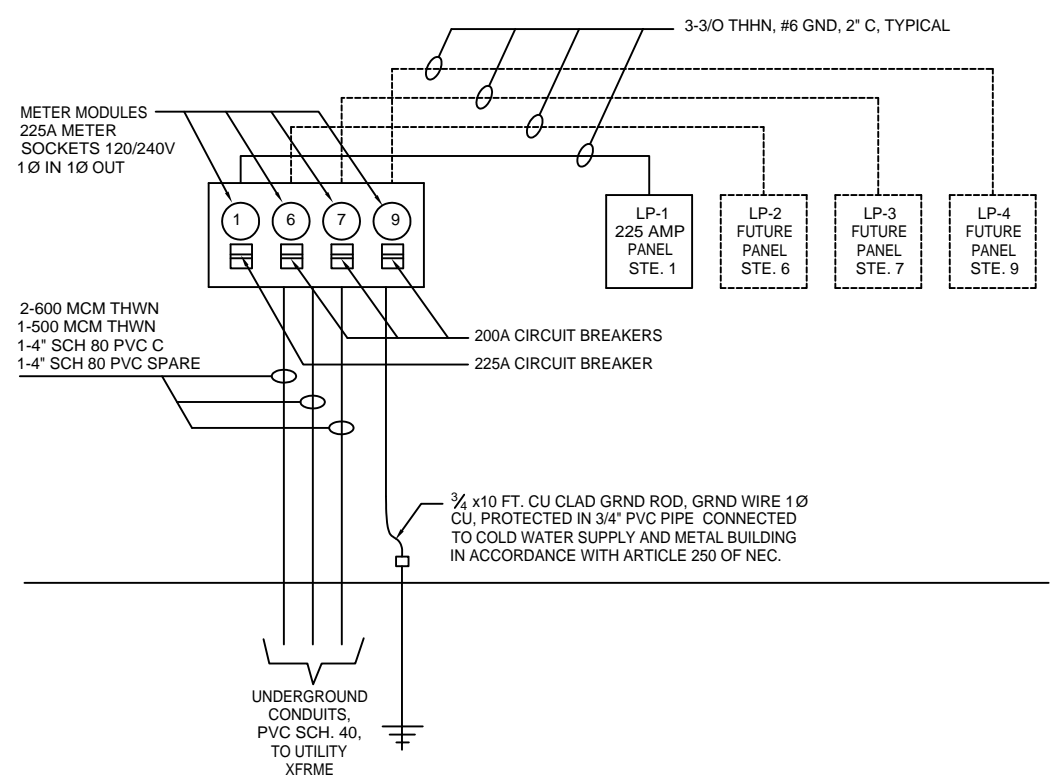 3-3/O THHN, #6 GND, 2" C, TYPICAL
METER MODULES
225A METER
SOCKETS 120/240V
1Ø IN 1Ø OUT
1
6
7
9
LP-1
225 AMP
PANEL
STE. 1
LP-2
FUTURE
PANEL
STE. 6
LP-3
FUTURE
PANEL
STE. 7
LP-4
FUTURE
PANEL
STE. 9
2-600 MCM THWN
1-500 MCM THWN
1-4" SCH 80 PVC C
1-4" SCH 80 PVC SPARE
200A CIRCUIT BREAKERS
225A CIRCUIT BREAKER
¾ x10 FT. CU CLAD GRND ROD, GRND WIRE 1Ø
CU, PROTECTED IN 3/4" PVC PIPE CONNECTED
TO COLD WATER SUPPLY AND METAL BUILDING
IN ACCORDANCE WITH ARTICLE 250 OF NEC.
UNDERGROUND
CONDUITS,
PVC SCH. 40,
TO UTILITY
XFRME